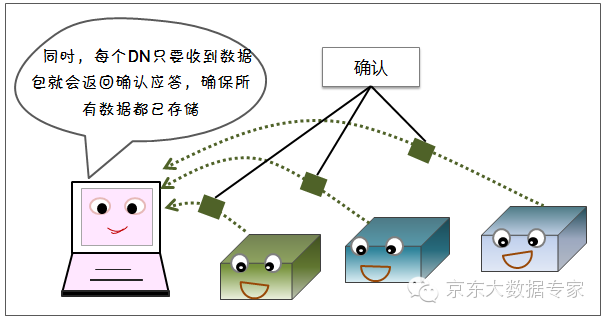 同时，每个DN只要收到数据
包就会返回确认应答，确保所
有数据都已存储
确认
京东大数据专家